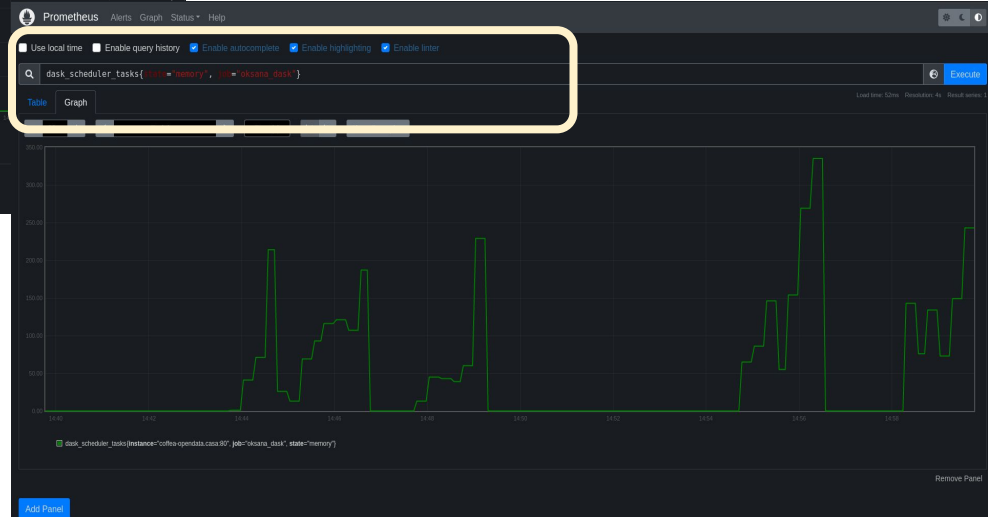 Prometheus Alerts Graph Status Help
Use local time Enable query history Enable autocomplete Enable highlighting Enable linter
dask_scheduler_tasks{state="memory", job="oksana_dask"}
Execute
Load time: 52ms Resolution: 4s Result series: 1
Table Graph
350.00
300.00
250.00
200.00
150.00
100.00
50.00
0.00
14:40 14:42 14:44 14:46 14:48 14:50 14:52 14:54 14:56 14:58
dask_scheduler_tasks{instance="coffea-opendata.casa:80", job="oksana_dask", state="memory"}
Remove Panel
Add Panel